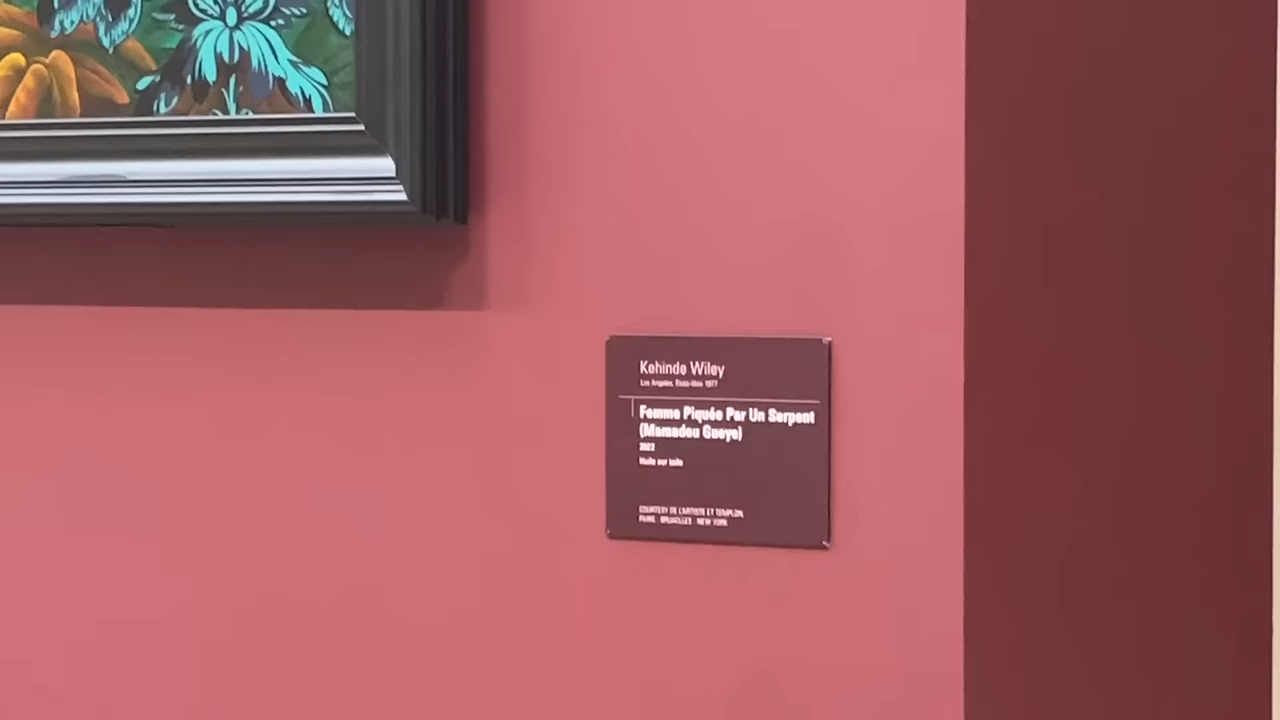 Kehinde Wiley
Los Angeles, États-Unis 1977
Femme Piquée Par Un Serpent
(Mamadou Gueye)
2022
Huile sur toile
COURTESY DE L'ARTISTE ET TEMPLON,
PARIS - BRUXELLES - NEW YORK